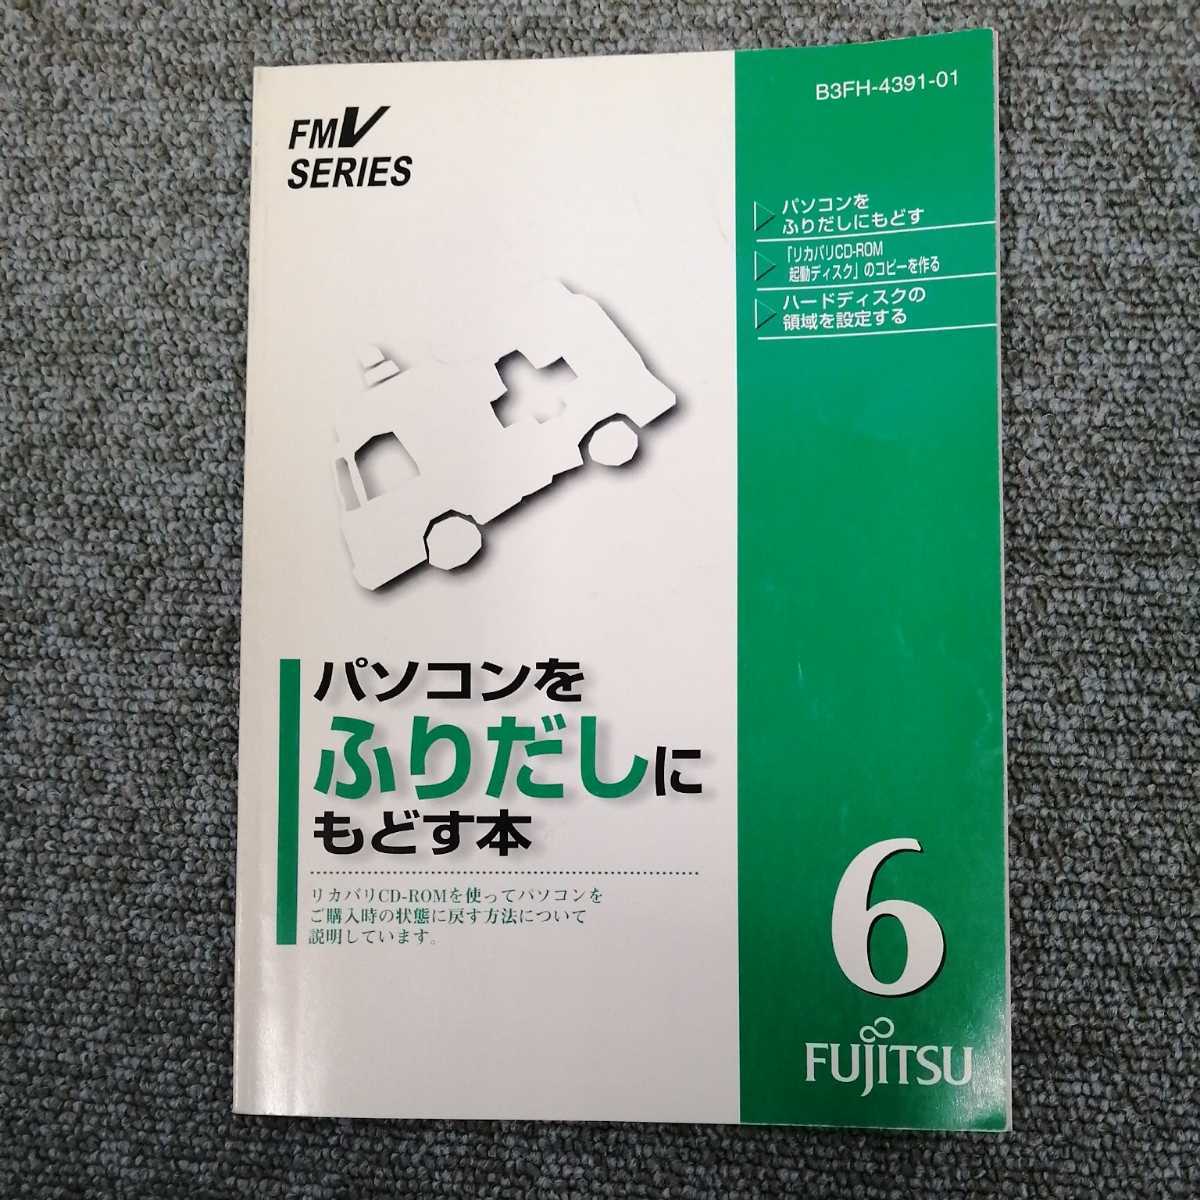 FMV
SERIES
B3FH-4391-01
パソコンを
ふりだしにもどす
「リカバリCD-ROM
起動ディスク」のコピーを作る
ハードディスクの
領域を設定する
パソコンを
ふりだしに
もどす本
リカバリCD-ROMを使ってパソコンを
ご購入時の状態に戻す方法について
説明しています。
6
FUJITSU